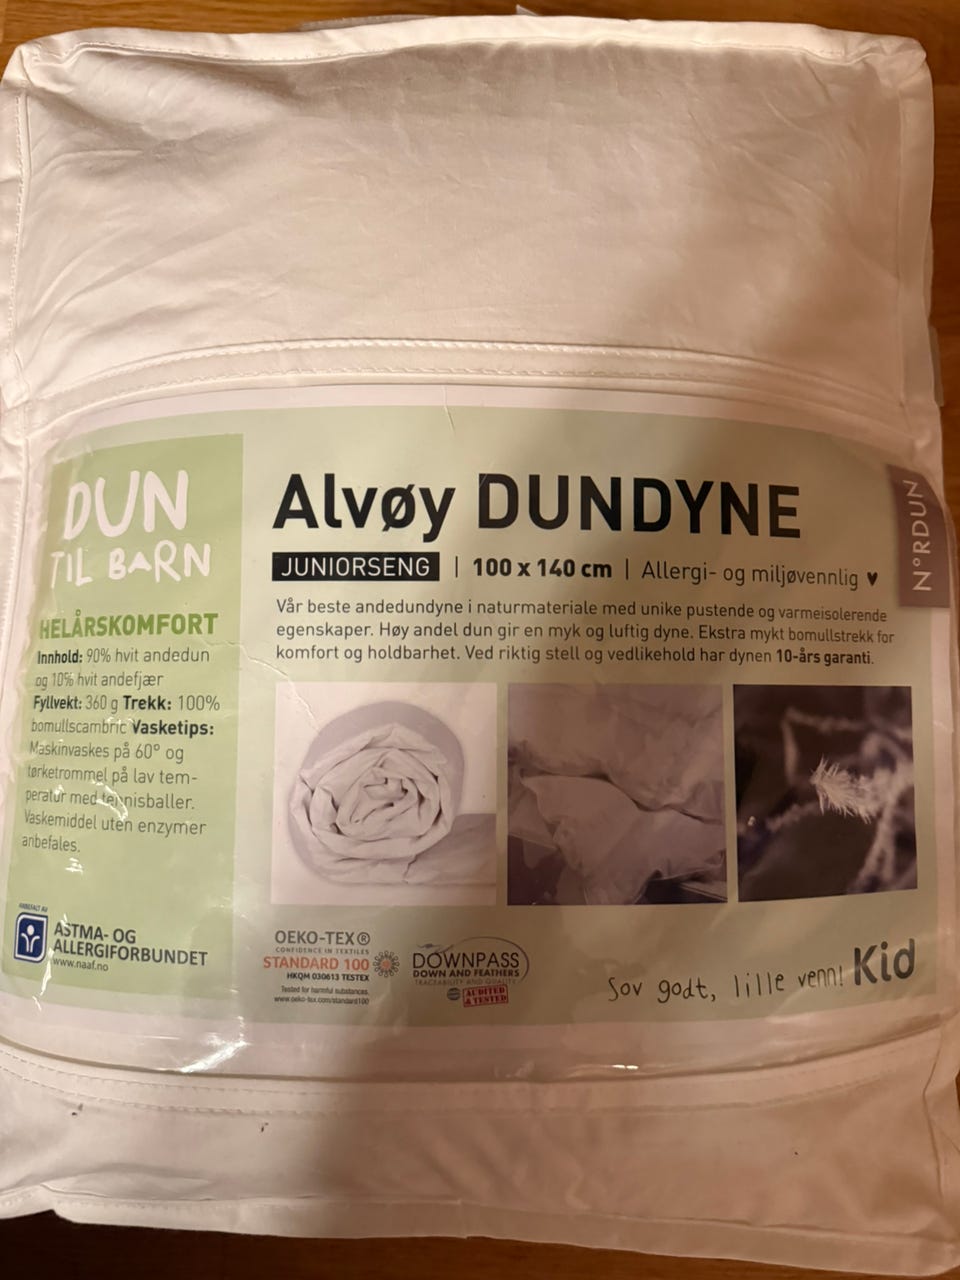 DUN
TIL BARN
HELÅRSKOMFORT
Innhold: 90% hvit andedun
og 10% hvit andefjær
Fyllvekt: 360 g Trekk: 100%
bomullscambric Vasketips:
Maskinvaskes på 60° og
tørketrommel på lav tem-
peratur med tennisballer.
Vaskemiddel uten enzymer
anbefales.
ANBEFALT AV
ASTMA- OG
ALLERGIFORBUNDET
www.naaf.no
Alvøy DUNDYNE
JUNIORSENG | 100 x 140 cm | Allergi- og miljøvennlig ♥
Vår beste andedundyne i naturmateriale med unike pustende og varmeisolerende
egenskaper. Høy andel dun gir en myk og luftig dyne. Ekstra mykt bomullstrekk for
komfort og holdbarhet. Ved riktig stell og vedlikehold har dynen 10-års garanti.
N°RDUN
OEKO-TEX®
CONFIDENCE IN TEXTILES
STANDARD 100
HKQM 030613 TESTEX
Tested for harmful substances.
www.oeko-tex.com/standard100
DOWNPASS
DOWN AND FEATHERS
TRACEABILITY AND QUALITY
AUDITED
& TESTED
Sov godt, lille venn! Kid